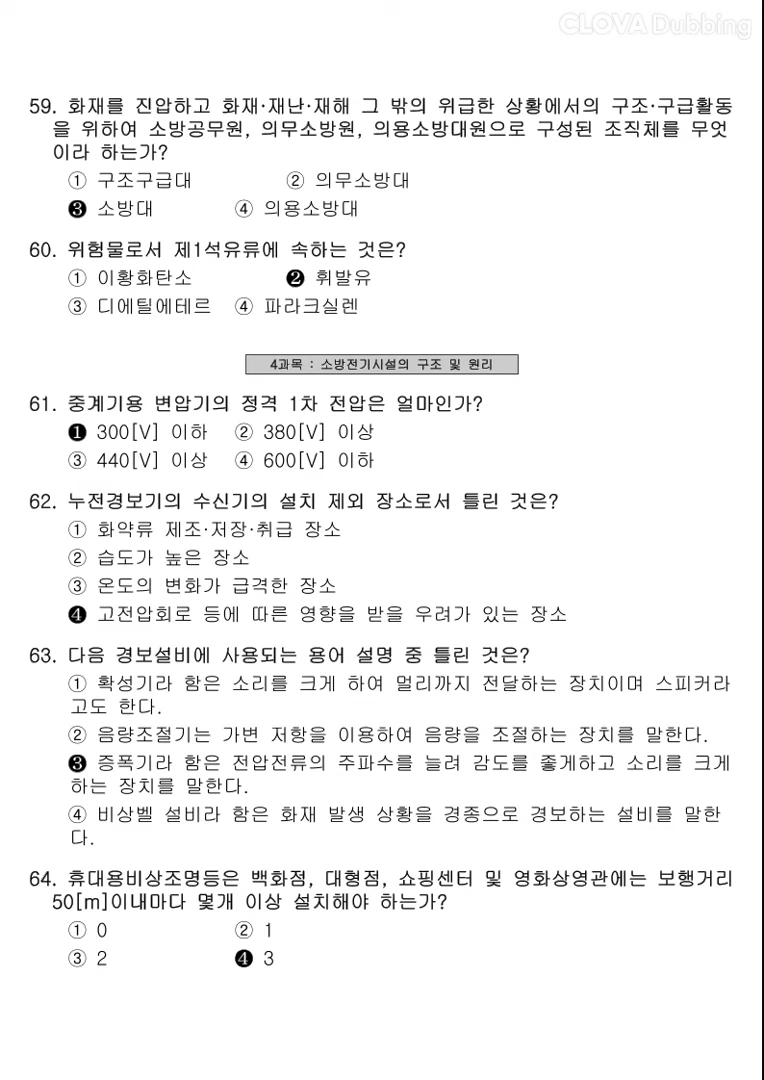 CLOVA Dubbing
59. 화재를 진압하고 화재·재난·재해 그 밖의 위급한 상황에서의 구조·구급활동
을 위하여 소방공무원, 의무소방원, 의용소방대원으로 구성된 조직체를 무엇
이라 하는가?
① 구조구급대 ② 의무소방대
❸ 소방대 ④ 의용소방대
60. 위험물로서 제1석유류에 속하는 것은?
① 이황화탄소 ❷ 휘발유
③ 디에틸에테르 ④ 파라크실렌
4과목 : 소방전기시설의 구조 및 원리
61. 중계기용 변압기의 정격 1차 전압은 얼마인가?
❶ 300[V] 이하 ② 380[V] 이상
③ 440[V] 이상 ④ 600[V] 이하
62. 누전경보기의 수신기의 설치 제외 장소로서 틀린 것은?
① 화약류 제조·저장·취급 장소
② 습도가 높은 장소
③ 온도의 변화가 급격한 장소
❹ 고전압회로 등에 따른 영향을 받을 우려가 있는 장소
63. 다음 경보설비에 사용되는 용어 설명 중 틀린 것은?
① 확성기라 함은 소리를 크게 하여 멀리까지 전달하는 장치이며 스피커라
고도 한다.
② 음량조절기는 가변 저항을 이용하여 음량을 조절하는 장치를 말한다.
❸ 증폭기라 함은 전압전류의 주파수를 늘려 감도를 좋게하고 소리를 크게
하는 장치를 말한다.
④ 비상벨 설비라 함은 화재 발생 상황을 경종으로 경보하는 설비를 말한
다.
64. 휴대용비상조명등은 백화점, 대형점, 쇼핑센터 및 영화상영관에는 보행거리
50[m]이내마다 몇개 이상 설치해야 하는가?
① 0 ② 1
③ 2 ❹ 3